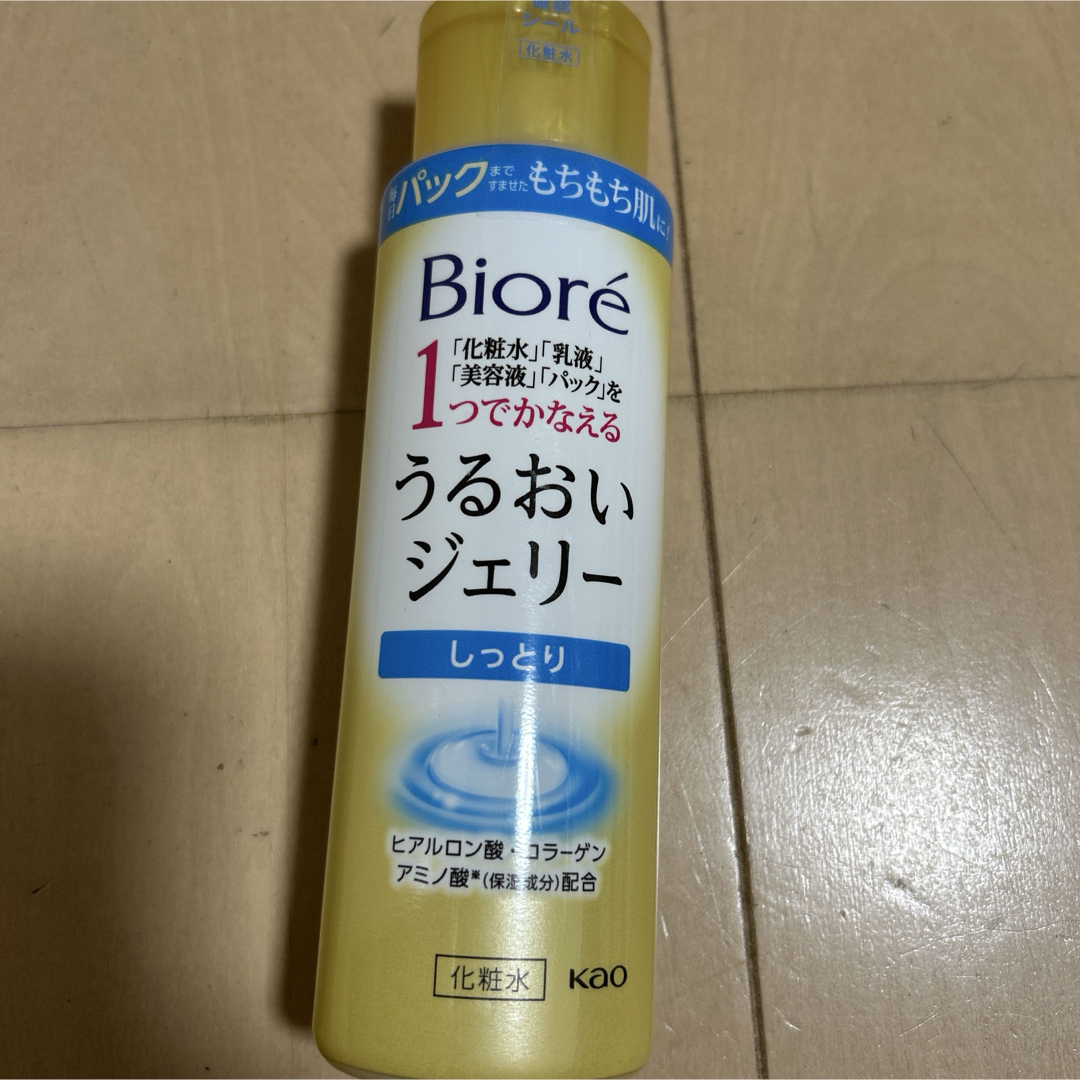 シール
化粧水
毎日パックまですませたもちもち肌に
Bioré
「化粧水」「乳液」
「美容液」「パック」を
1つでかなえる
うるおい
ジェリー
しっとり
ヒアルロン酸・コラーゲン
アミノ酸※(保湿成分)配合
化粧水
Kao